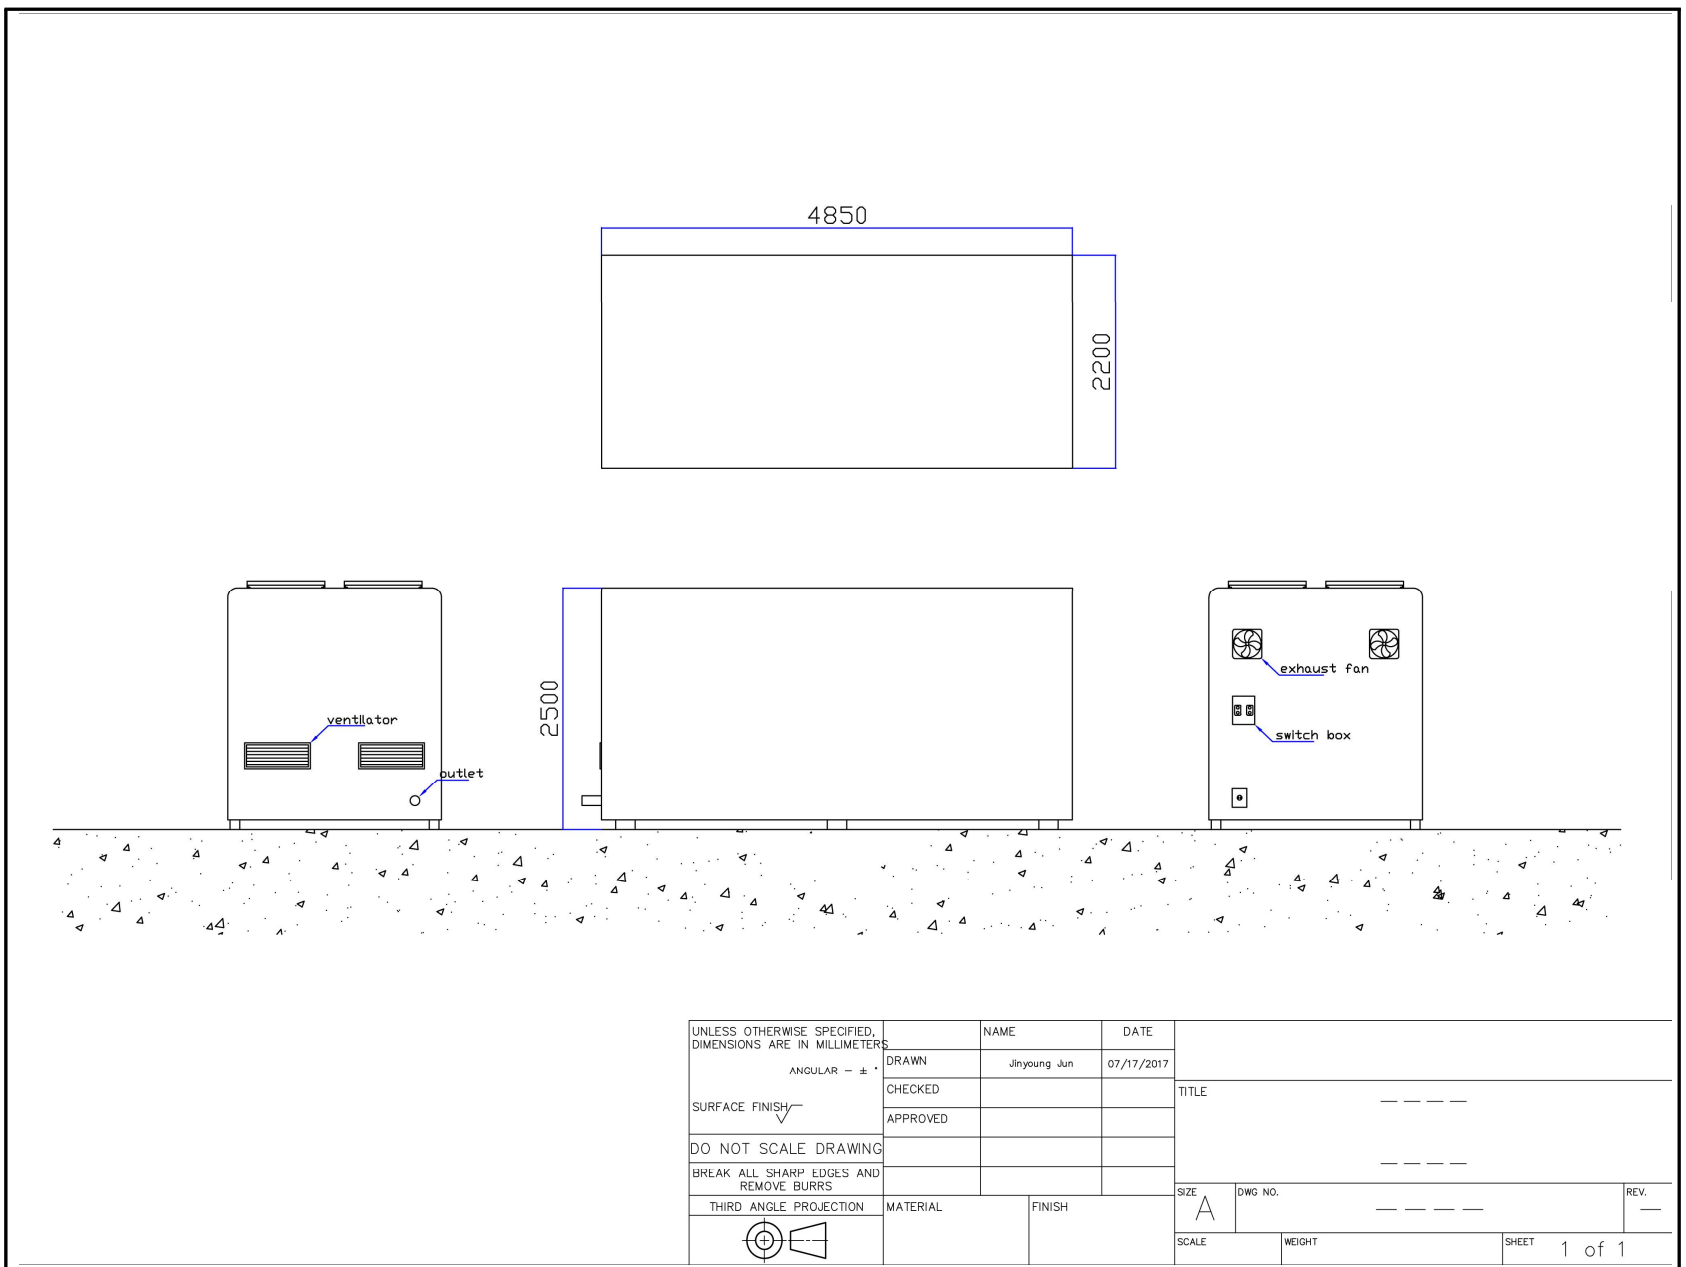 4850
2200
2500
ventilator
outlet
exhaust fan
switch box
UNLESS OTHERWISE SPECIFIED,
DIMENSIONS ARE IN MILLIMETERS
ANGULAR — ± °
SURFACE FINISH
DO NOT SCALE DRAWING
BREAK ALL SHARP EDGES AND
REMOVE BURRS
THIRD ANGLE PROJECTION
NAME
DATE
DRAWN
Jinyoung Jun
07/17/2017
CHECKED
APPROVED
MATERIAL
FINISH
TITLE
— — — —
— — — —
SIZE
A
DWG NO.
— — — —
REV.
—
SCALE
WEIGHT
SHEET
1 of 1